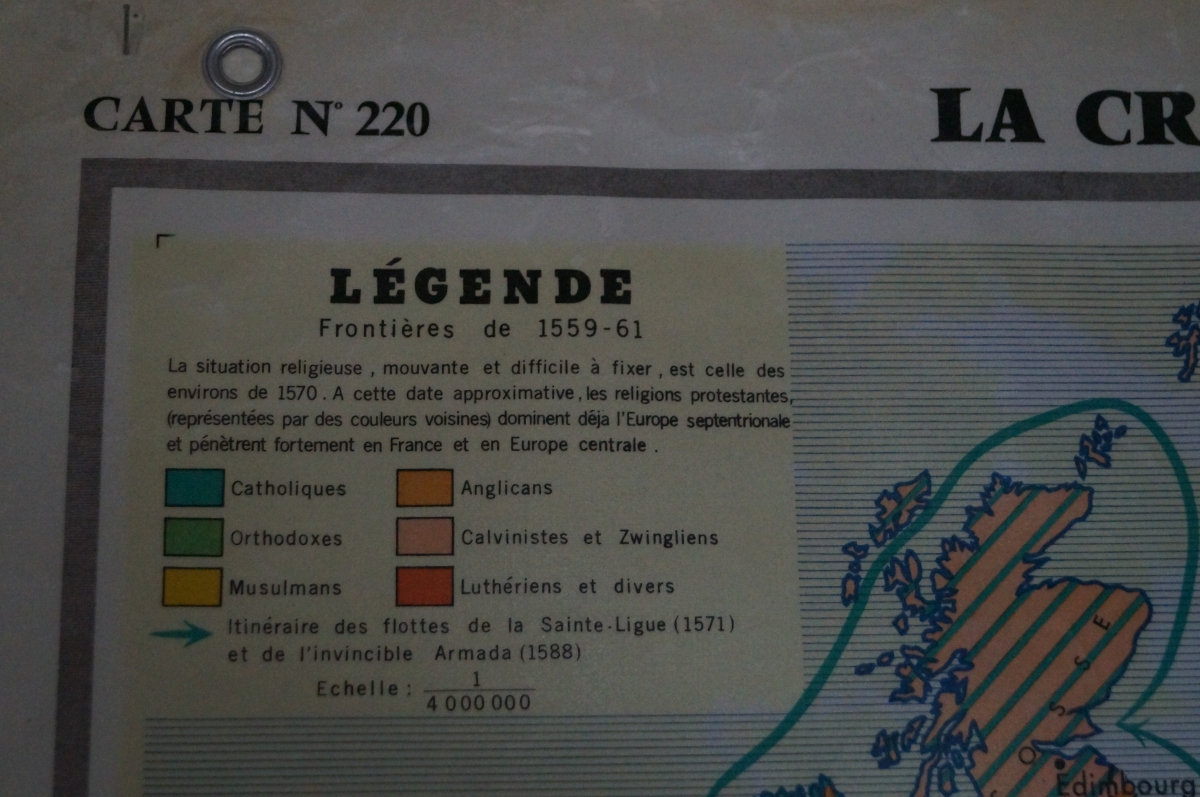 CARTE N° 220
LA CR
LÉGENDE
Frontières de 1559-61
La situation religieuse, mouvante et difficile à fixer, est celle des
environs de 1570. A cette date approximative, les religions protestantes,
(représentées par des couleurs voisines) dominent déja l'Europe septentrionale
et pénètrent fortement en France et en Europe centrale.
Catholiques
Anglicans
Orthodoxes
Calvinistes et Zwingliens
Musulmans
Luthériens et divers
Itinéraire des flottes de la Sainte-Ligue (1571)
et de l'invincible Armada (1588)
Echelle : 1
4 000 000
E
S
S
O
C
Edimbourg